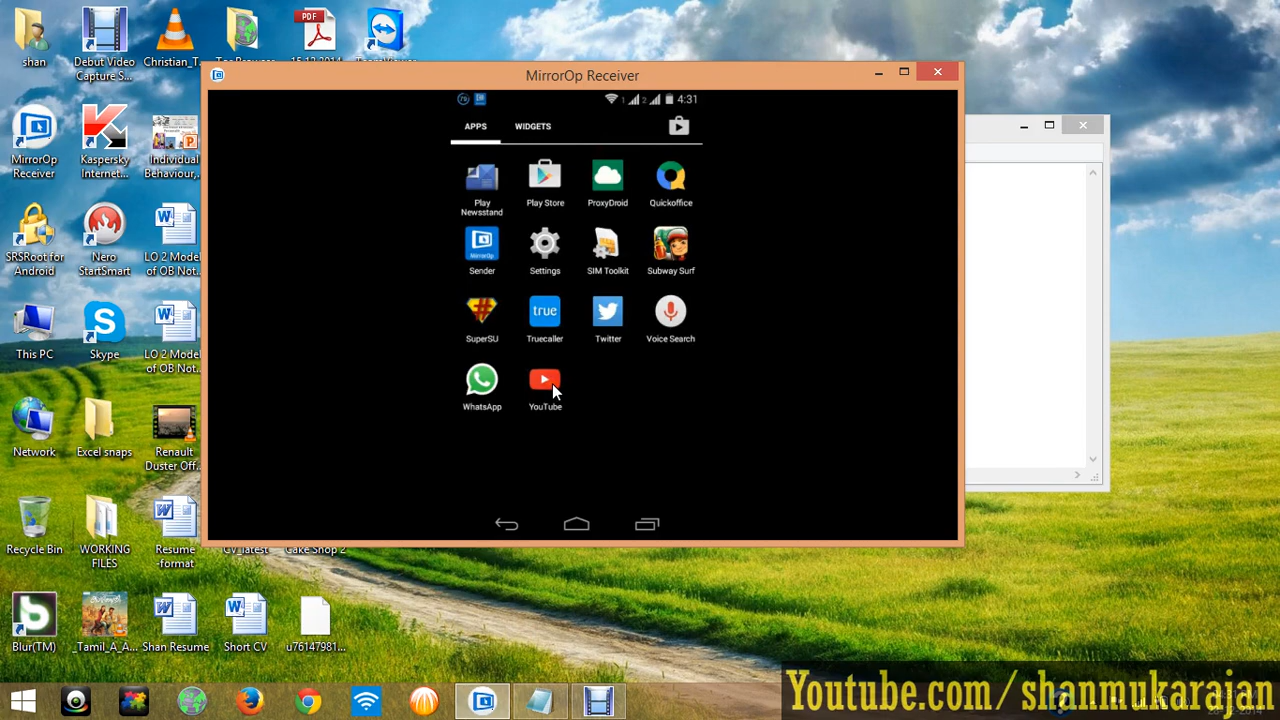 shan
Debut Video
Capture S...
Christian_T...
PDF
MirrorOp Receiver
4:31
APPS
WIDGETS
Play
Newsstand
Play Store
ProxyDroid
Quickoffice
MirrorOp
Sender
Settings
SIM Toolkit
Subway Surf
SuperSU
true
Truecaller
Twitter
Voice Search
WhatsApp
YouTube
MirrorOp
Receiver
Kaspersky
Internet...
Individual
Behaviour,...
SRSRoot for
Android
Nero
StartSmart
LO 2 Model
of OB Not...
This PC
Skype
LO 2 Model
of OB Not...
Network
Excel snaps
Renault
Duster Off...
Recycle Bin
WORKING
FILES
Resume
-format
CV_latest
Cake Shop 2
Blur(TM)
_Tamil_A_A...
Shan Resume
Short CV
u76147981...
Youtube.com/shanmukarajan